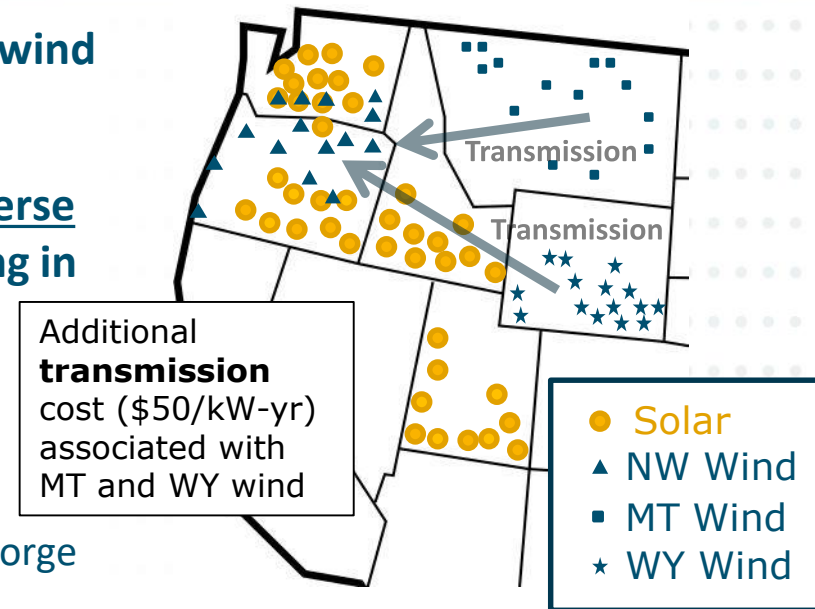 wind
erse
ng in
orge
Transmission
Transmission
Additional
transmission
cost ($50/kW-yr)
associated with
MT and WY wind
Solar
NW Wind
MT Wind
WY Wind